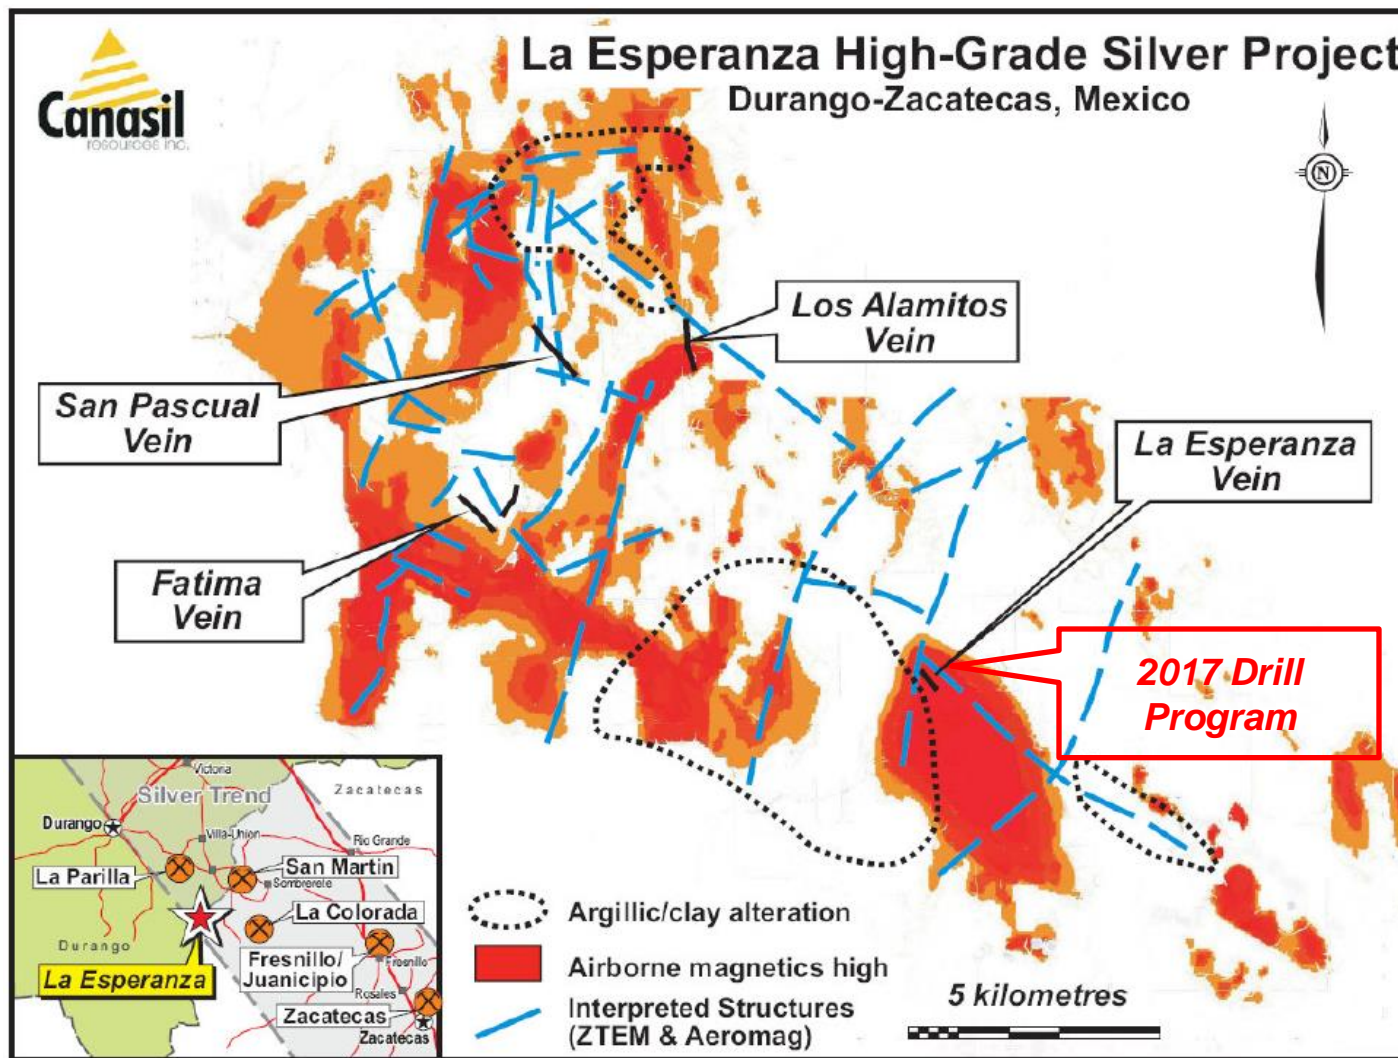 La Esperanza High-Grade Silver Project
Durango-Zacatecas, Mexico
Canasil
resources inc.
N
Los Alamitos
Vein
San Pascual
Vein
La Esperanza
Vein
Fatima
Vein
2017 Drill
Program
Victoria
Silver Trend
Zacatecas
Durango
Villa-Union
Rio Grande
La Parilla
San Martin
Sombrerete
La Colorada
Durango
Fresnillo/
Juanicipio
Fresnillo
La Esperanza
Rosales
Zacatecas
Zacatecas
Argillic/clay alteration
Airborne magnetics high
Interpreted Structures
(ZTEM & Aeromag)
5 kilometres